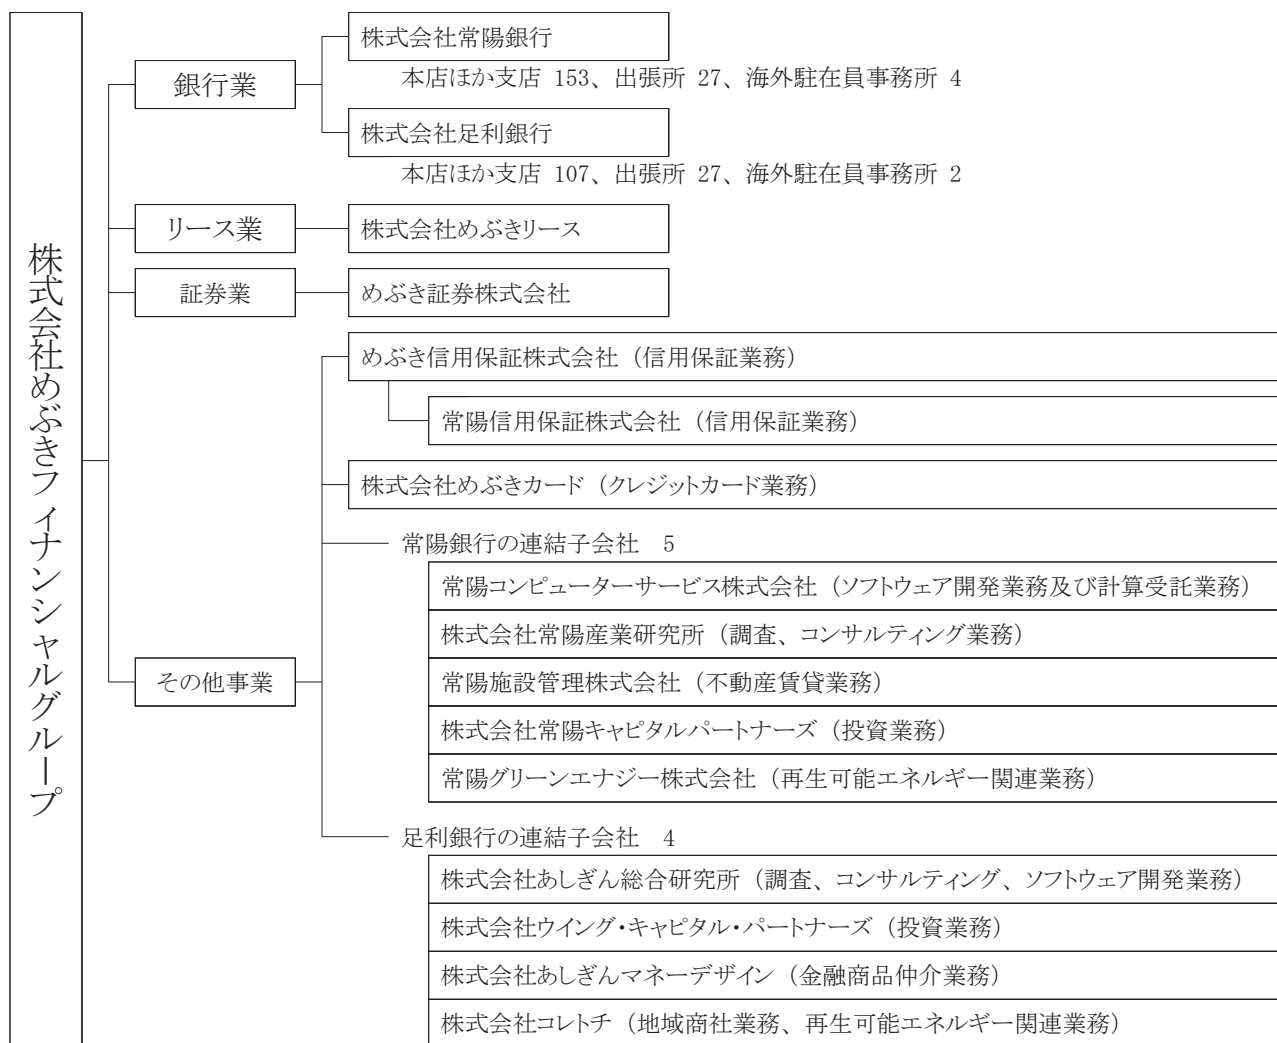 株式会社めぶきフィナンシャルグループ
銀行業
株式会社常陽銀行
本店ほか支店 153、出張所 27、海外駐在員事務所 4
株式会社足利銀行
本店ほか支店 107、出張所 27、海外駐在員事務所 2
リース業
株式会社めぶきリース
証券業
めぶき証券株式会社
その他事業
めぶき信用保証株式会社（信用保証業務）
常陽信用保証株式会社（信用保証業務）
株式会社めぶきカード（クレジットカード業務）
常陽銀行の連結子会社 5
常陽コンピューターサービス株式会社（ソフトウェア開発業務及び計算受託業務）
株式会社常陽産業研究所（調査、コンサルティング業務）
常陽施設管理株式会社（不動産賃貸業務）
株式会社常陽キャピタルパートナーズ（投資業務）
常陽グリーンエナジー株式会社（再生可能エネルギー関連業務）
足利銀行の連結子会社 4
株式会社あしぎん総合研究所（調査、コンサルティング、ソフトウェア開発業務）
株式会社ウイング・キャピタル・パートナーズ（投資業務）
株式会社あしぎんマネーデザイン（金融商品仲介業務）
株式会社コレトチ（地域商社業務、再生可能エネルギー関連業務）